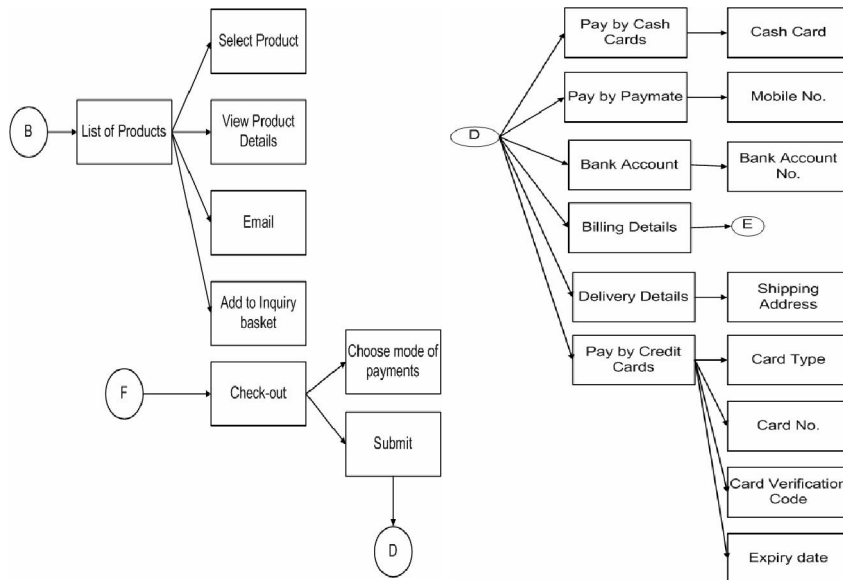 Select Product
B
List of Products
View Product
Details
Email
Add to Inquiry
basket
F
Check-out
Choose mode of
payments
Submit
D
Pay by Cash
Cards
Cash Card
Pay by Paymate
Mobile No.
D
Bank Account
Bank Account
No.
Billing Details
E
Delivery Details
Shipping
Address
Pay by Credit
Cards
Card Type
Card No.
Card Verification
Code
Expiry date